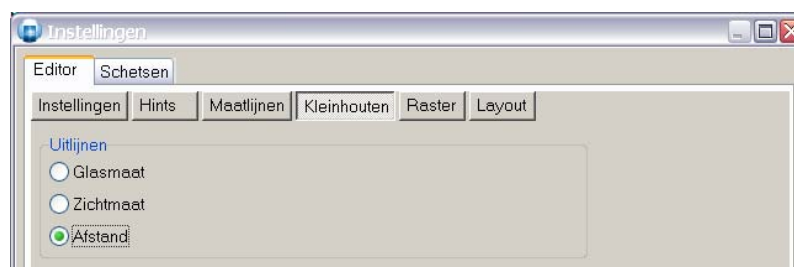 Instellingen
Editor Schetsen
Instellingen Hints Maatlijnen Kleinhouten Raster Layout
Uitlijnen
Glasmaat
Zichtmaat
Afstand